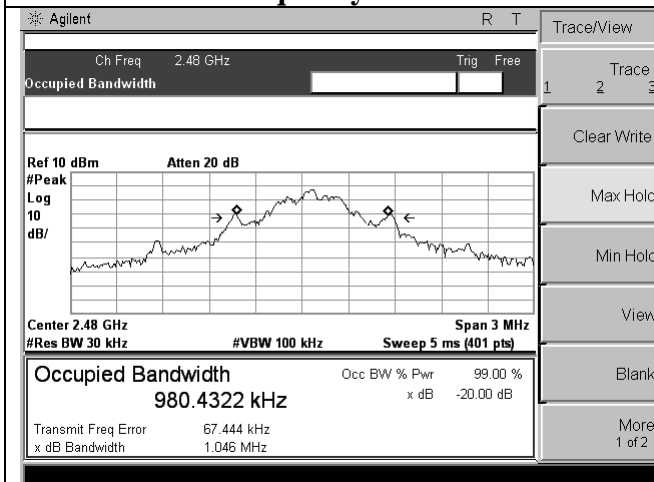 Agilent R T
Trace/View
Ch Freq 2.48 GHz Trig Free
Occupied Bandwidth
Trace
1 2 3
Clear Write
Ref 10 dBm Atten 20 dB
#Peak
Log
10
dB/
Max Hold
Min Hold
View
Center 2.48 GHz Span 3 MHz
#Res BW 30 kHz #VBW 100 kHz Sweep 5 ms (401 pts)
Occupied Bandwidth
980.4322 kHz
Occ BW % Pwr 99.00 %
x dB -20.00 dB
Transmit Freq Error 67.444 kHz
x dB Bandwidth 1.046 MHz
Blank
More
1 of 2